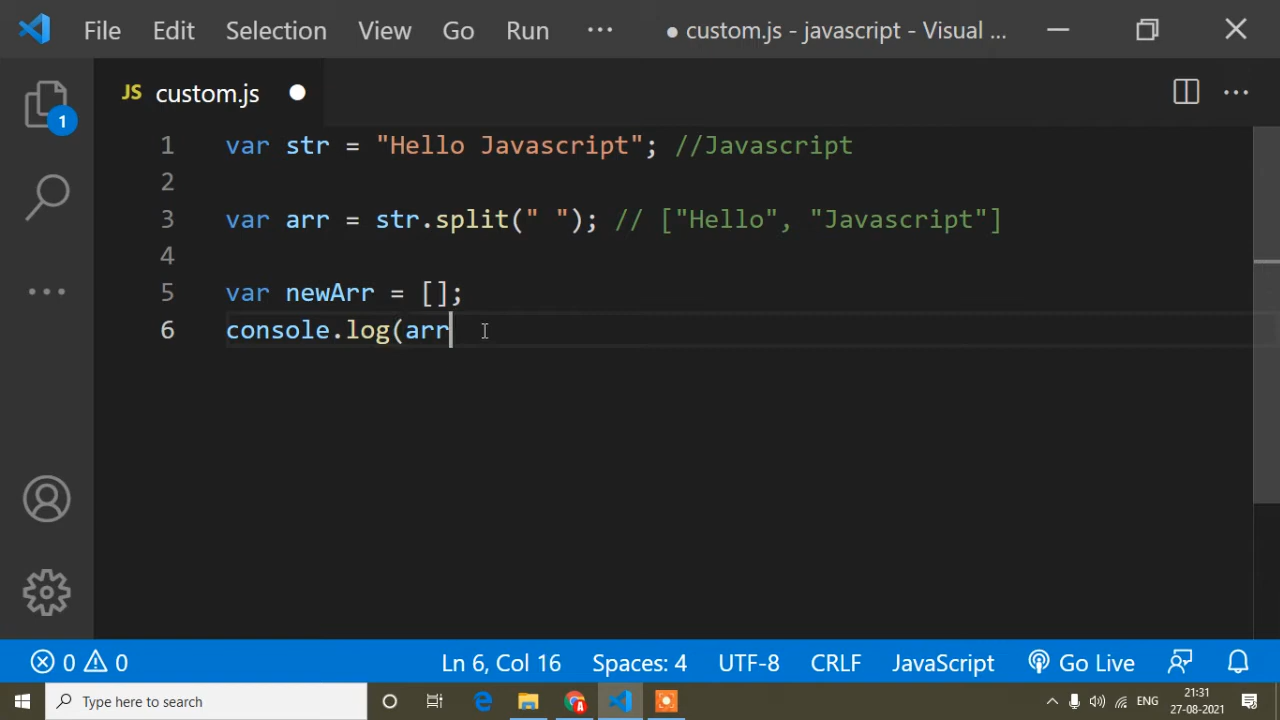 File Edit Selection View Go Run ··· ● custom.js - javascript - Visual ...
JS custom.js ●
1
1 var str = "Hello Javascript"; //Javascript
2
3 var arr = str.split(" "); // ["Hello", "Javascript"]
4
5 var newArr = [];
6 console.log(arr
0 0 Ln 6, Col 16 Spaces: 4 UTF-8 CRLF JavaScript Go Live
Type here to search A ENG 21:31
27-08-2021